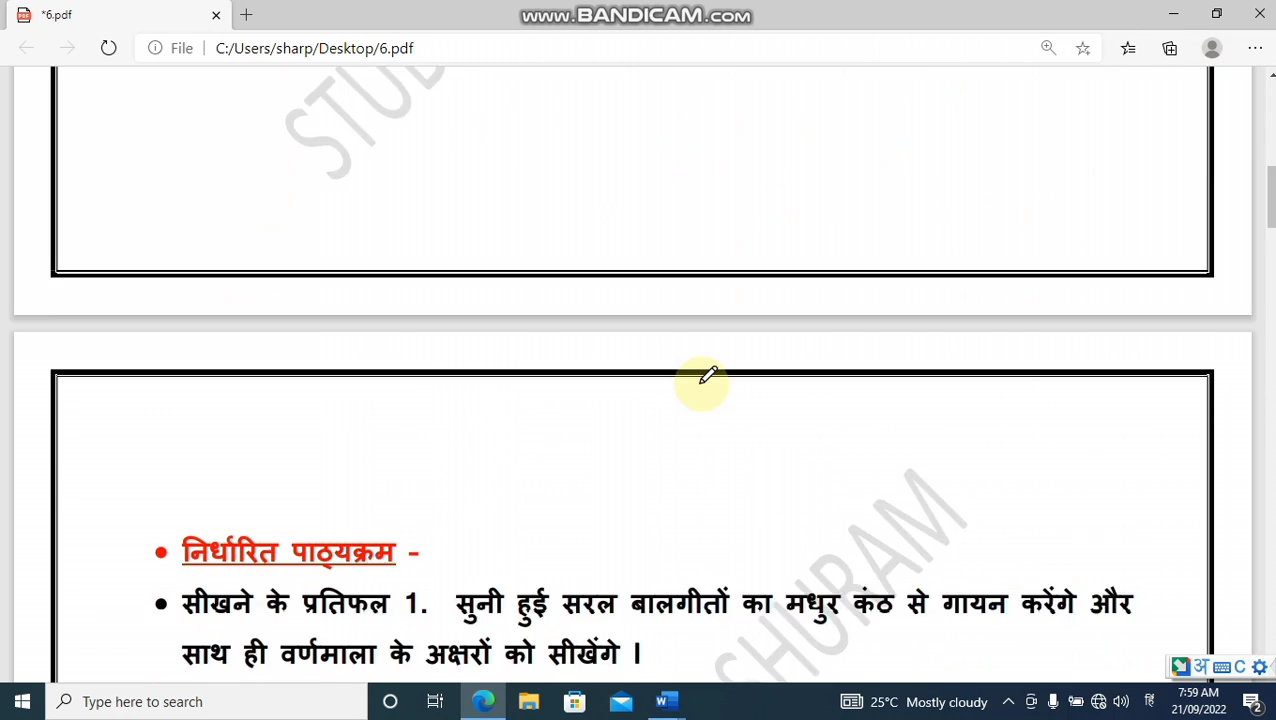 *6.pdf
www.BANDICAM.com
File C:/Users/sharp/Desktop/6.pdf
निर्धारित पाठ्यक्रम -
सीखने के प्रतिफल 1. सुनी हुई सरल बालगीतों का मधुर कंठ से गायन करेंगे और
साथ ही वर्णमाला के अक्षरों को सीखेंगे I
SHURAM
अ C
Type here to search
25°C Mostly cloudy
हि
7:59 AM
21/09/2022
2